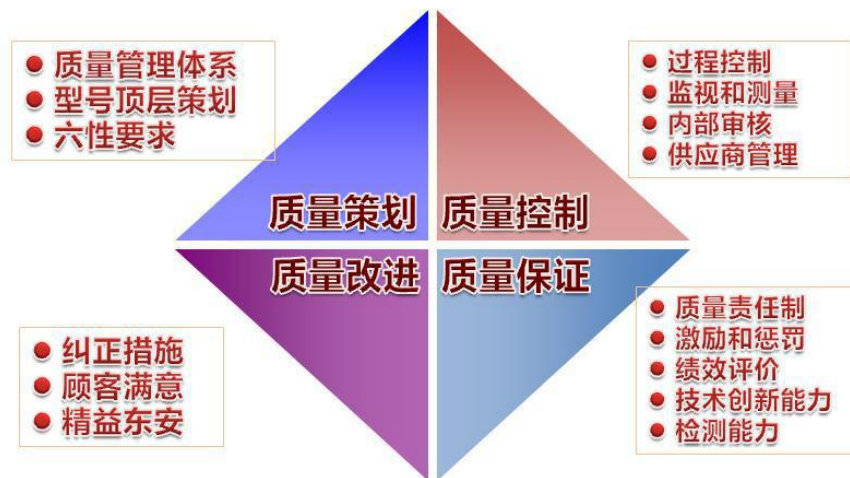 质量管理体系
型号顶层策划
六性要求
过程控制
监视和测量
内部审核
供应商管理
质量策划
质量控制
质量改进
质量保证
纠正措施
顾客满意
精益东安
质量责任制
激励和惩罚
绩效评价
技术创新能力
检测能力